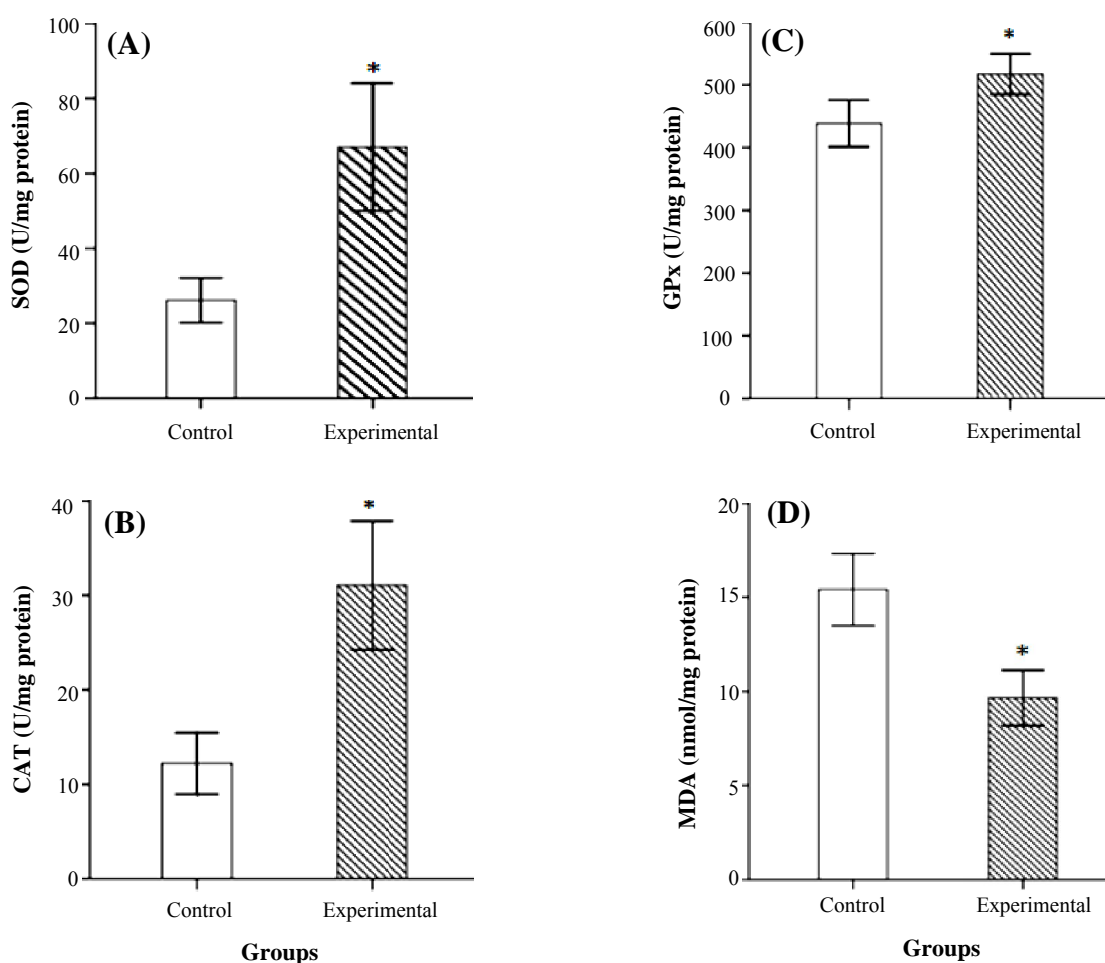 (A)
SOD (U/mg protein)
100
80
60
40
20
0
*
Control Experimental
(C)
GPx (U/mg protein)
600
500
400
300
200
100
0
*
Control Experimental
(B)
CAT (U/mg protein)
40
30
20
10
0
*
Control Experimental
Groups
(D)
MDA (nmol/mg protein)
20
15
10
5
0
*
Control Experimental
Groups